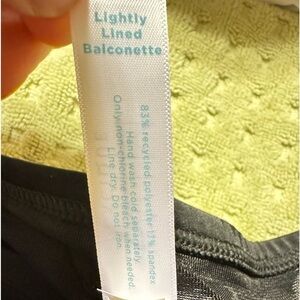 Lightly
Lined
Balconette
83% recycled polyester 17% spandex
Hand wash cold separately.
Only non-chlorine bleach when needed.
Line dry. Do not iron.